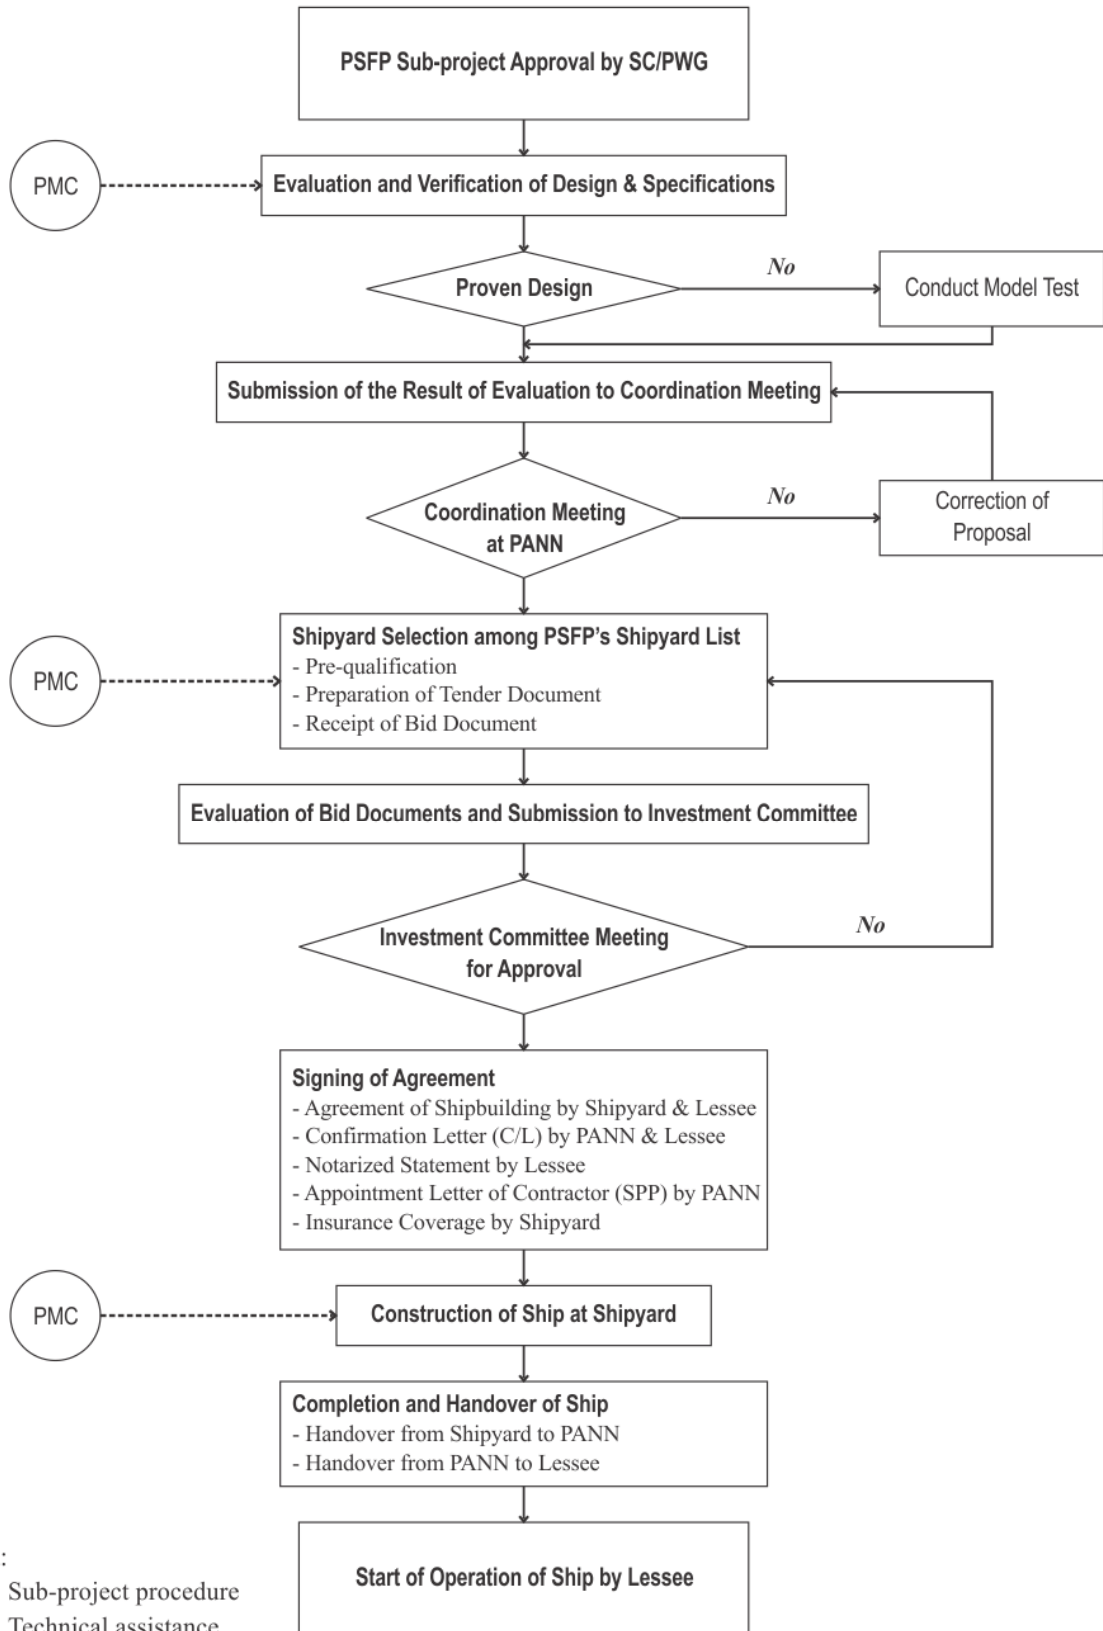 PSFP Sub-project Approval by SC/PWG
PMC
Evaluation and Verification of Design & Specifications
Proven Design
No
Conduct Model Test
Submission of the Result of Evaluation to Coordination Meeting
Coordination Meeting
at PANN
No
Correction of
Proposal
PMC
Shipyard Selection among PSFP's Shipyard List
- Pre-qualification
- Preparation of Tender Document
- Receipt of Bid Document
Evaluation of Bid Documents and Submission to Investment Committee
Investment Committee Meeting
for Approval
No
Signing of Agreement
- Agreement of Shipbuilding by Shipyard & Lessee
- Confirmation Letter (C/L) by PANN & Lessee
- Notarized Statement by Lessee
- Appointment Letter of Contractor (SPP) by PANN
- Insurance Coverage by Shipyard
PMC
Construction of Ship at Shipyard
Completion and Handover of Ship
- Handover from Shipyard to PANN
- Handover from PANN to Lessee
Start of Operation of Ship by Lessee
:
Sub-project procedure
Technical assistance